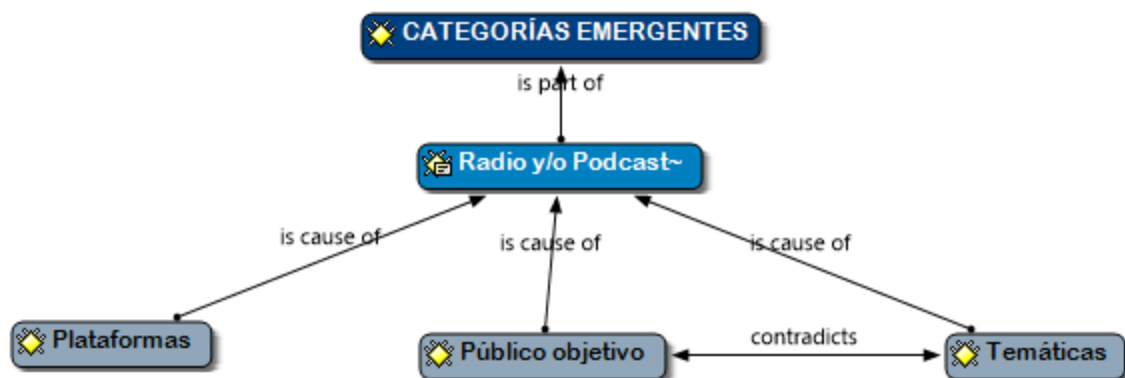 CATEGORÍAS EMERGENTES
is part of
Radio y/o Podcast~
is cause of
is cause of
is cause of
Plataformas
Público objetivo
contradicts
Temáticas